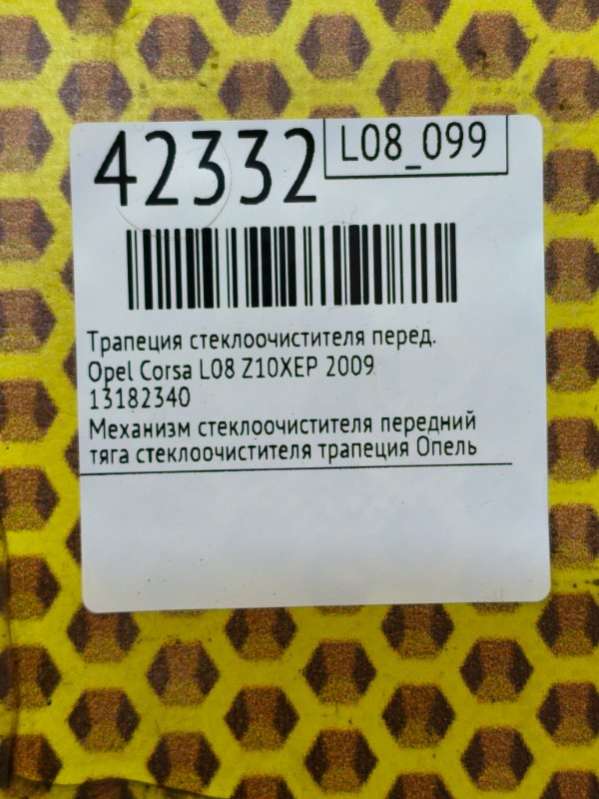 42332
L08_099
Трапеция стеклоочистителя перед.
Opel Corsa L08 Z10XEP 2009
13182340
Механизм стеклоочистителя передний
тяга стеклоочистителя трапеция Опель